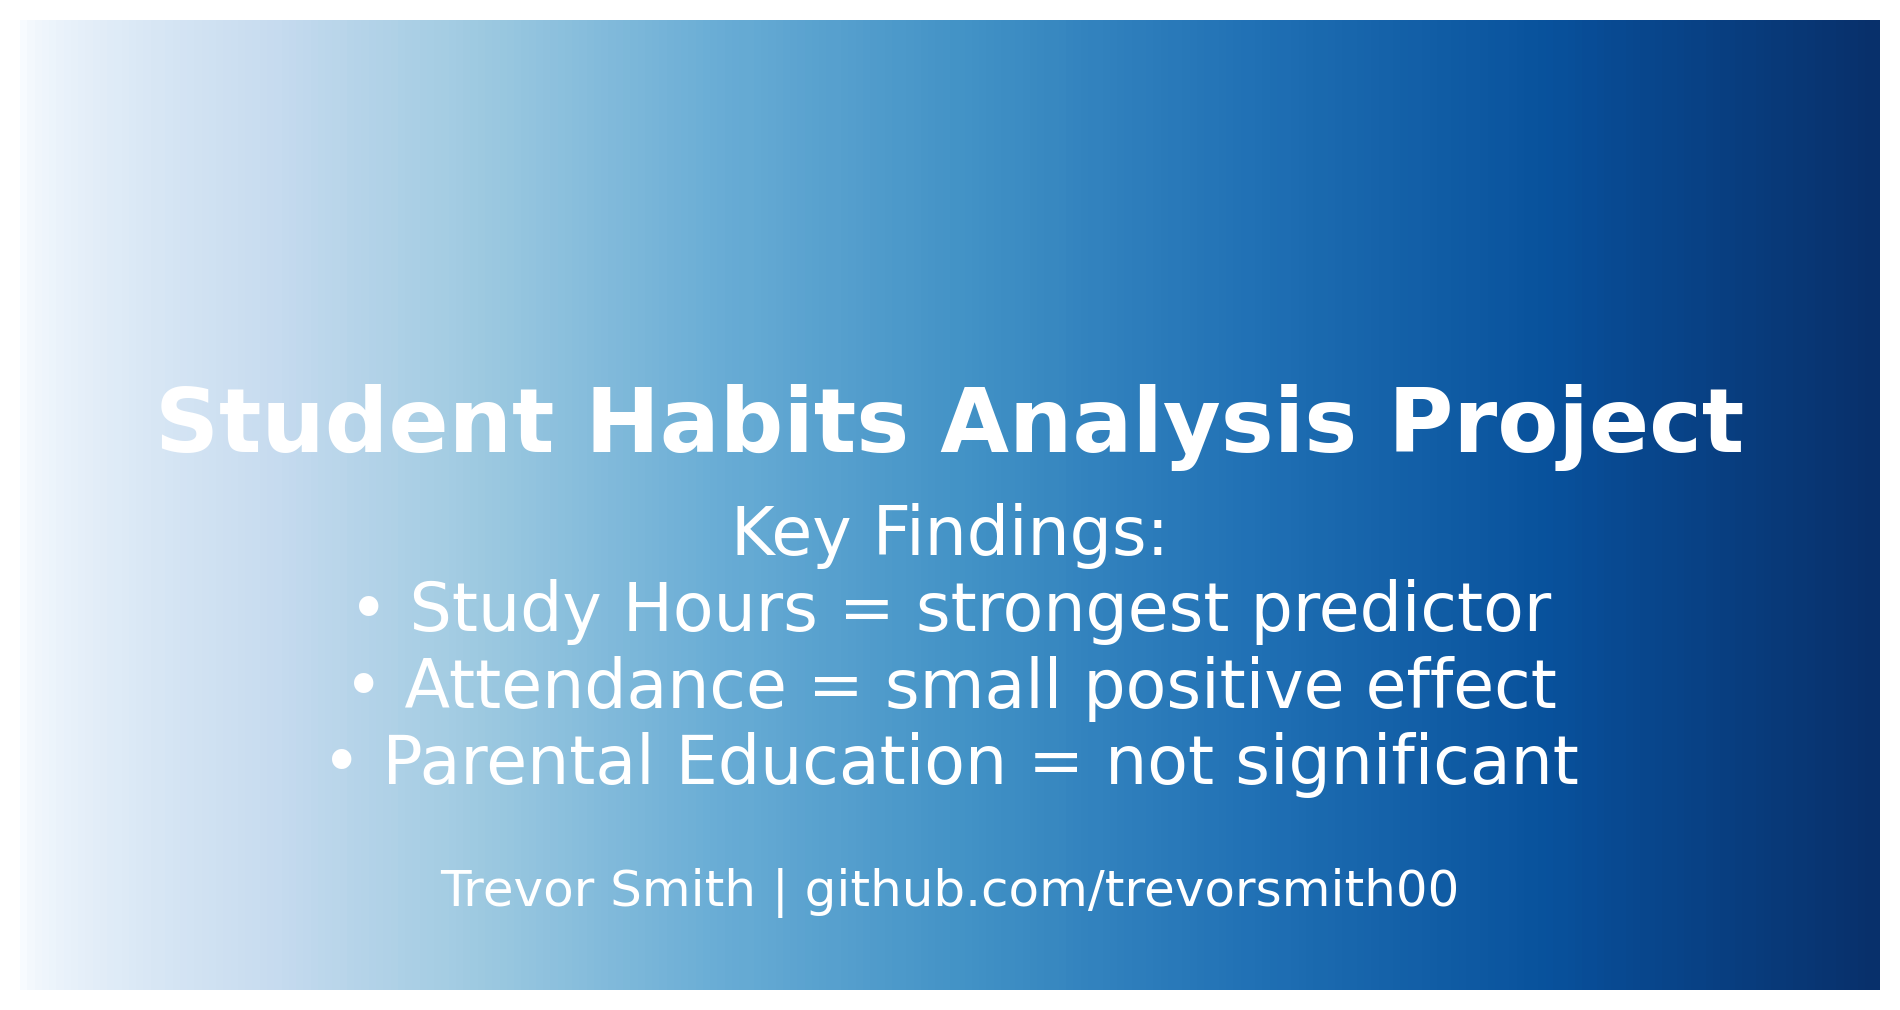 Student Habits Analysis Project
Key Findings:
• Study Hours = strongest predictor
• Attendance = small positive effect
• Parental Education = not significant
Trevor Smith | github.com/trevorsmith00